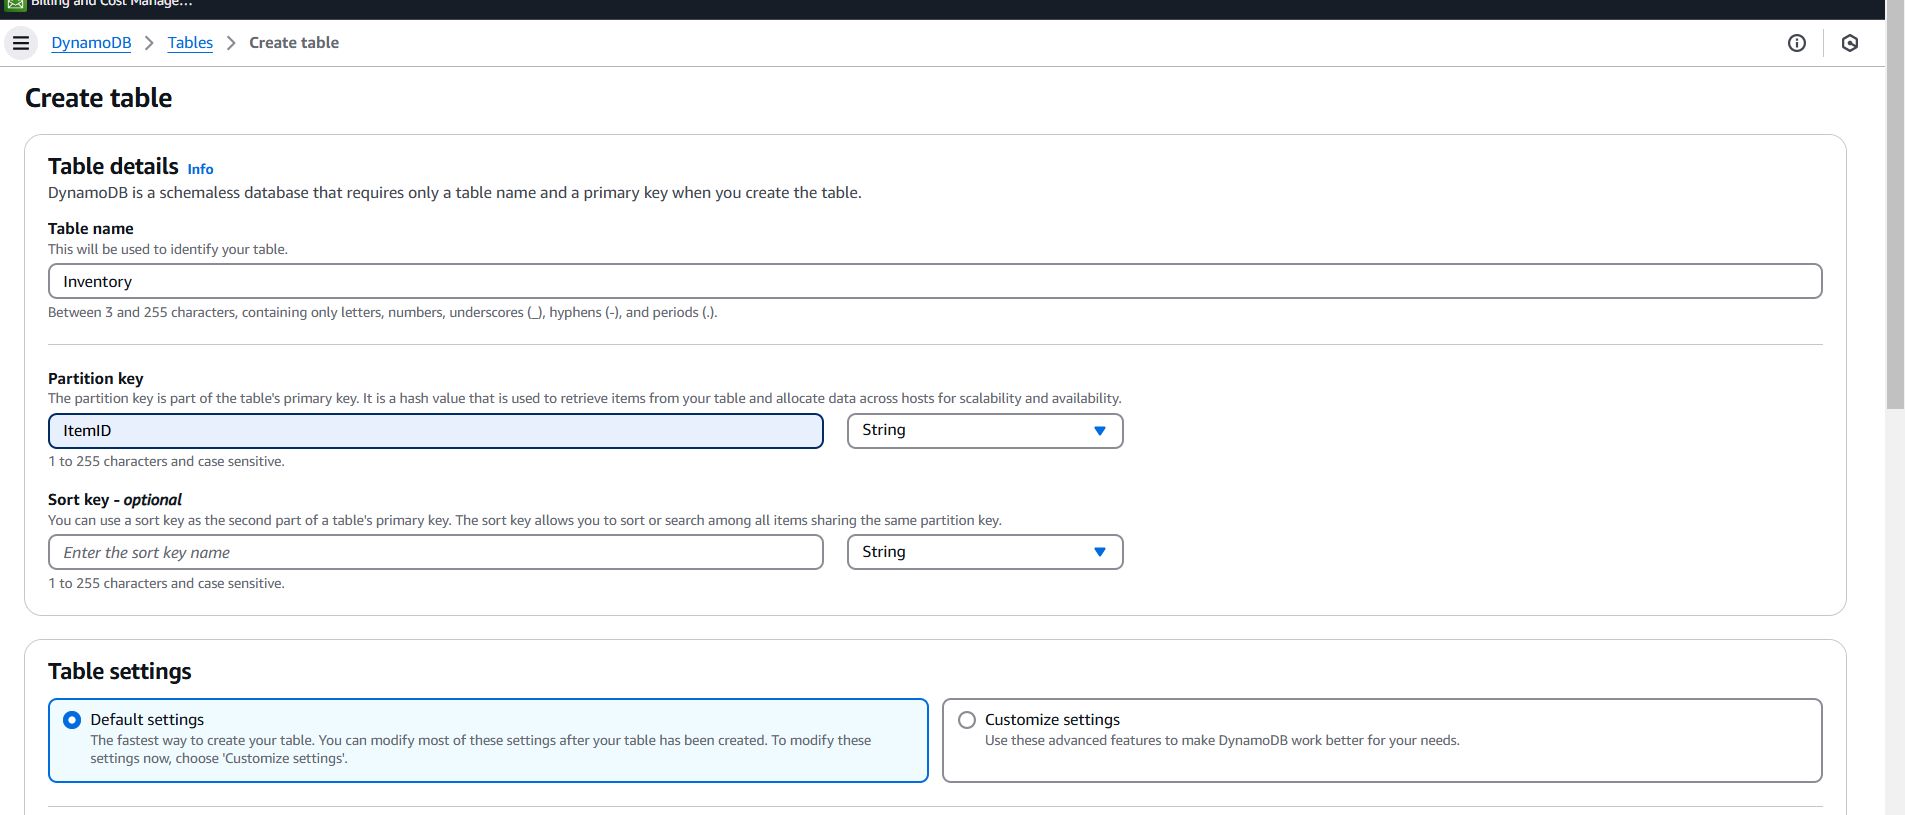 Billing and Cost Manage...
DynamoDB > Tables > Create table
Create table
Table details Info
DynamoDB is a schemaless database that requires only a table name and a primary key when you create the table.
Table name
This will be used to identify your table.
Inventory
Between 3 and 255 characters, containing only letters, numbers, underscores (_), hyphens (-), and periods (.).
Partition key
The partition key is part of the table's primary key. It is a hash value that is used to retrieve items from your table and allocate data across hosts for scalability and availability.
ItemID String
1 to 255 characters and case sensitive.
Sort key - optional
You can use a sort key as the second part of a table's primary key. The sort key allows you to sort or search among all items sharing the same partition key.
Enter the sort key name String
1 to 255 characters and case sensitive.
Table settings
Default settings
The fastest way to create your table. You can modify most of these settings after your table has been created. To modify these
settings now, choose 'Customize settings'.
Customize settings
Use these advanced features to make DynamoDB work better for your needs.